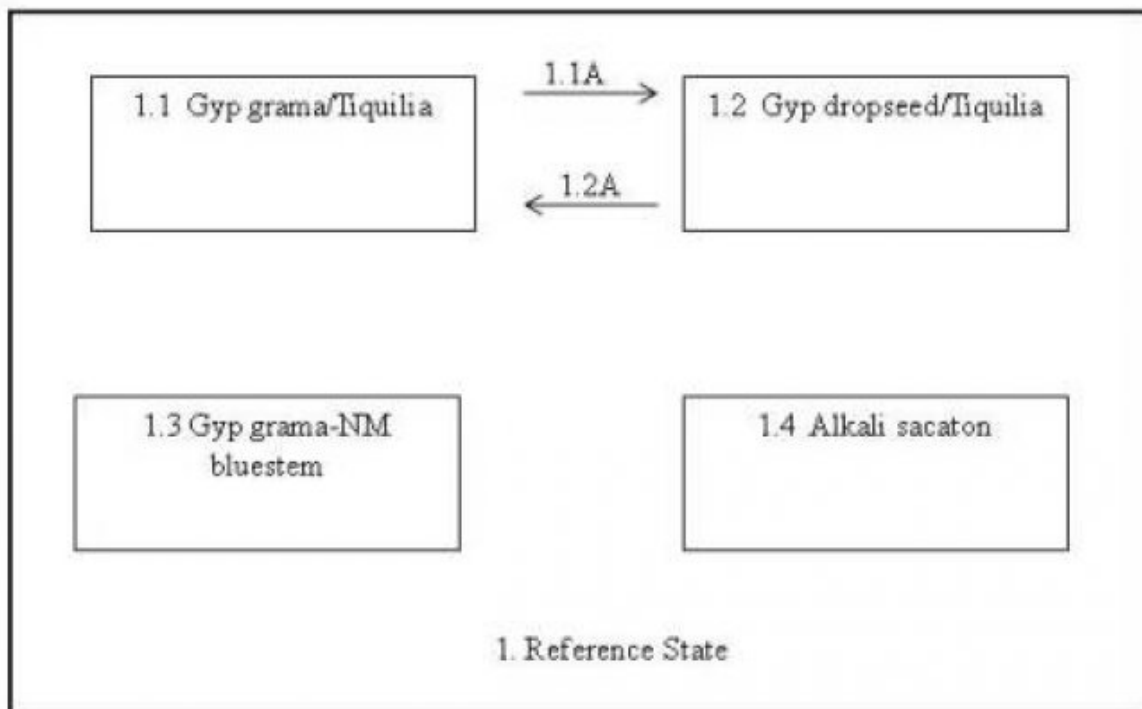 1.1 Gyp grama/Tiquilia
1.1A
1.2 Gyp dropseed/Tiquilia
1.2A
1.3 Gyp grama-NM
bluestem
1.4 Alkali sacaton
1. Reference State